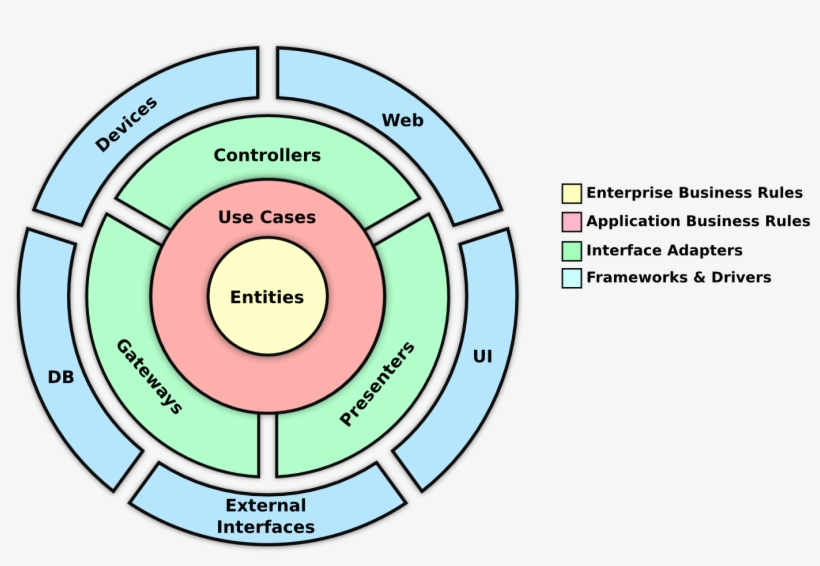 Devices
Web
Controllers
Use Cases
Entities
Gateways
Presenters
DB
UI
External
Interfaces
Enterprise Business Rules
Application Business Rules
Interface Adapters
Frameworks & Drivers